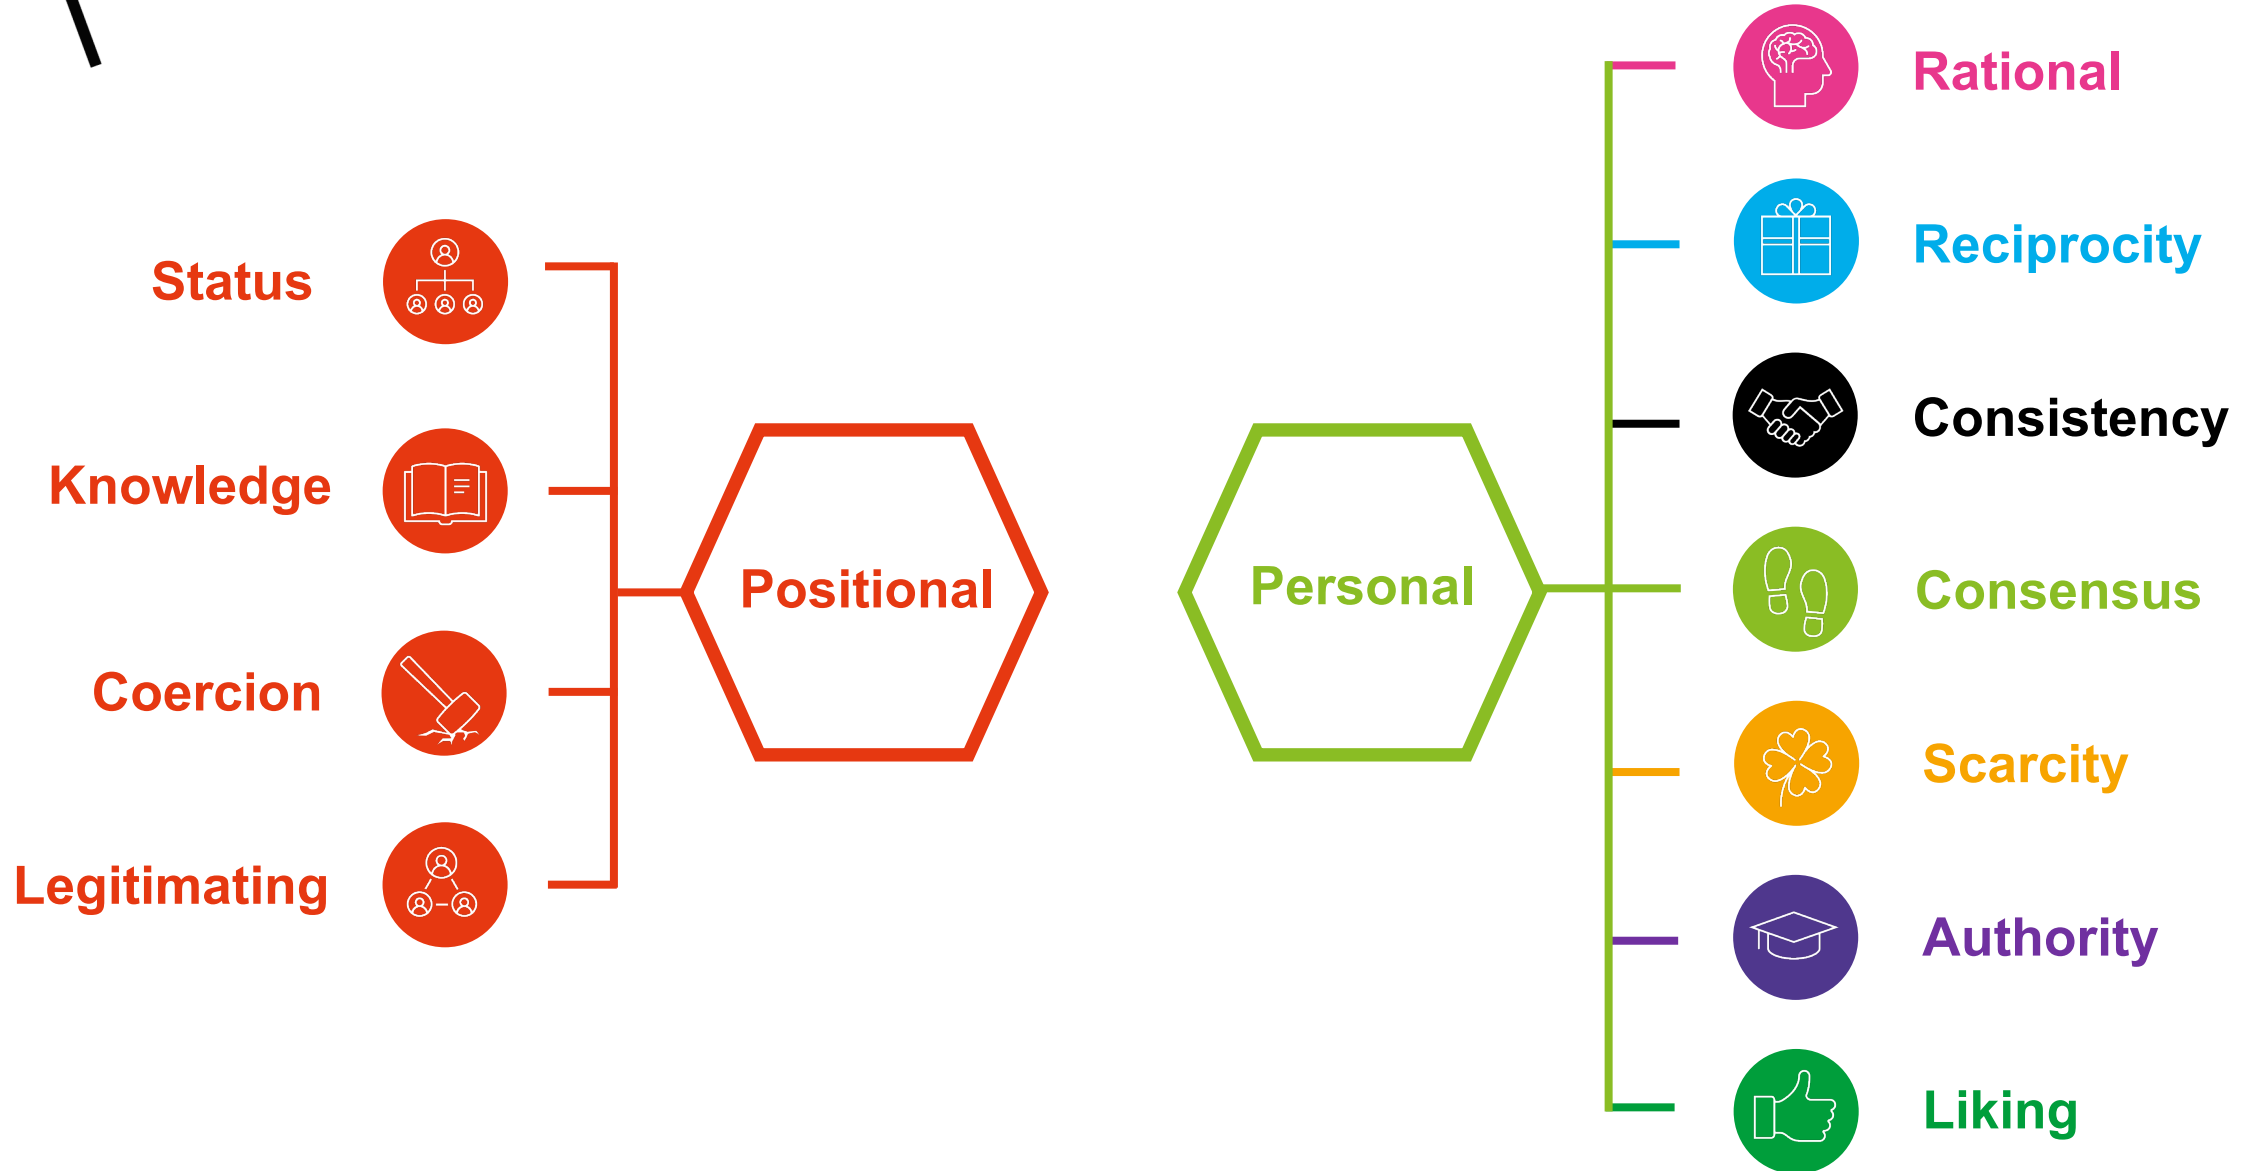 Status
Knowledge
Coercion
Legitimating
Positional
Personal
Rational
Reciprocity
Consistency
Consensus
Scarcity
Authority
Liking